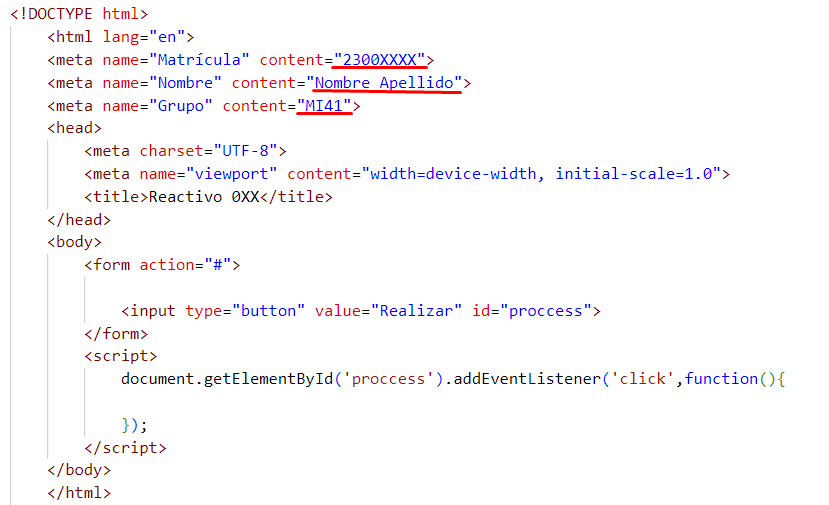 <!DOCTYPE html>
<html lang="en">
<meta name="Matrícula" content="2300XXXX">
<meta name="Nombre" content="Nombre Apellido">
<meta name="Grupo" content="MI41">
<head>
<meta charset="UTF-8">
<meta name="viewport" content="width=device-width, initial-scale=1.0">
<title>Reactivo 0XX</title>
</head>
<body>
<form action="#">
<input type="button" value="Realizar" id="proccess">
</form>
<script>
document.getElementById('proccess').addEventListener('click',function(){
});
</script>
</body>
</html>